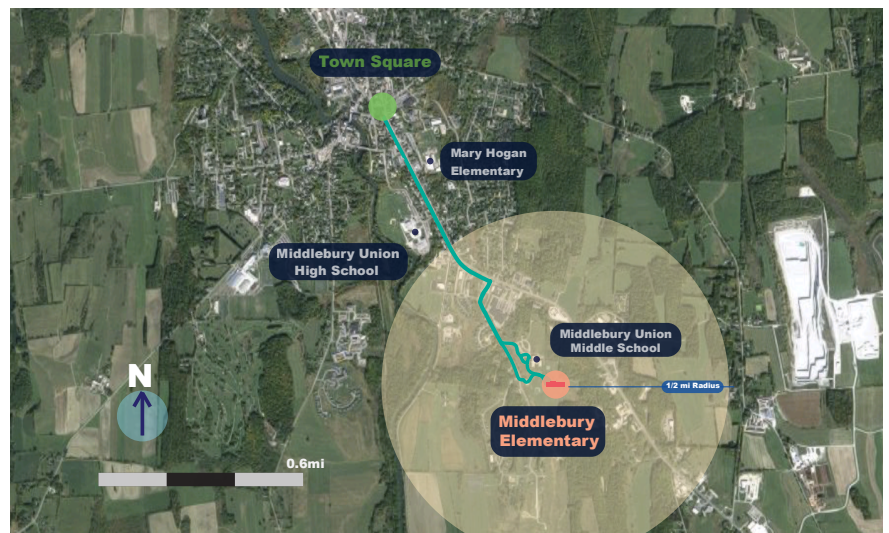 Town Square
Mary Hogan
Elementary
Middlebury Union
High School
Middlebury Union
Middle School
1/2 mi Radius
N
Middlebury
Elementary
0.6mi